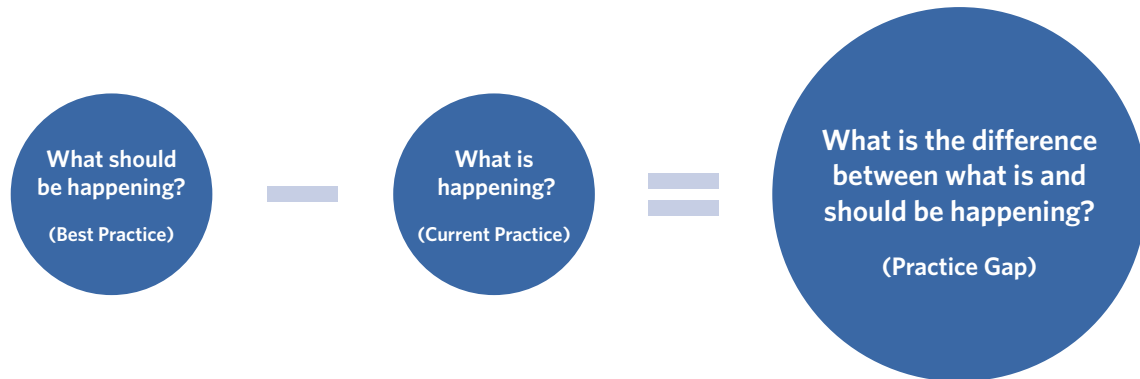 What should
be happening?
(Best Practice)
What is
happening?
(Current Practice)
What is the difference
between what is and
should be happening?
(Practice Gap)